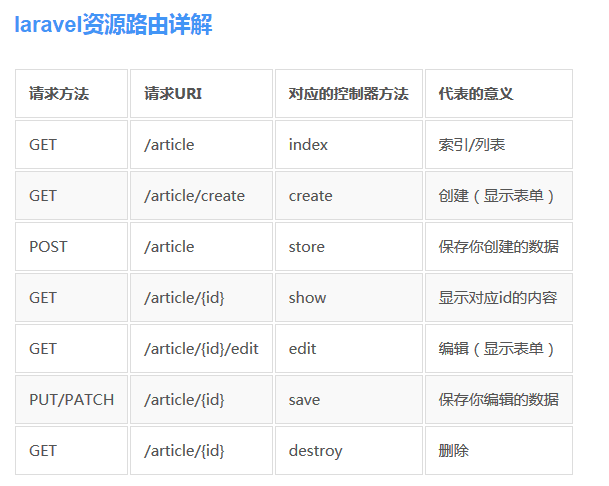 laravel资源路由详解
请求方法 请求URI 对应的控制器方法 代表的意义
GET /article index 索引/列表
GET /article/create create 创建（显示表单）
POST /article store 保存你创建的数据
GET /article/{id} show 显示对应id的内容
GET /article/{id}/edit edit 编辑（显示表单）
PUT/PATCH /article/{id} save 保存你编辑的数据
GET /article/{id} destroy 删除